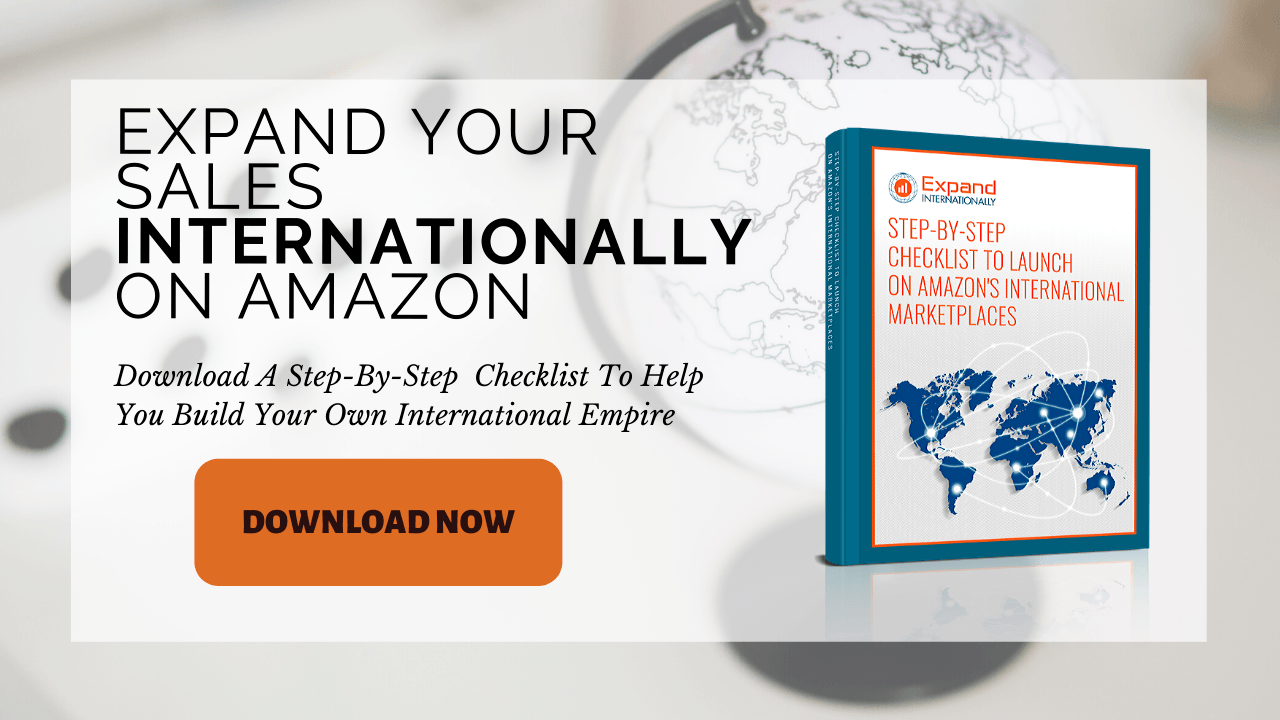 EXPAND YOUR
SALES
INTERNATIONALLY
ON AMAZON
Download A Step-By-Step Checklist To Help
You Build Your Own International Empire
DOWNLOAD NOW
STEP-BY-STEP CHECKLIST TO LAUNCH
ON AMAZON'S INTERNATIONAL MARKETPLACES
Expand
INTERNATIONALLY
STEP-BY-STEP
CHECKLIST TO LAUNCH
ON AMAZON'S INTERNATIONAL
MARKETPLACES